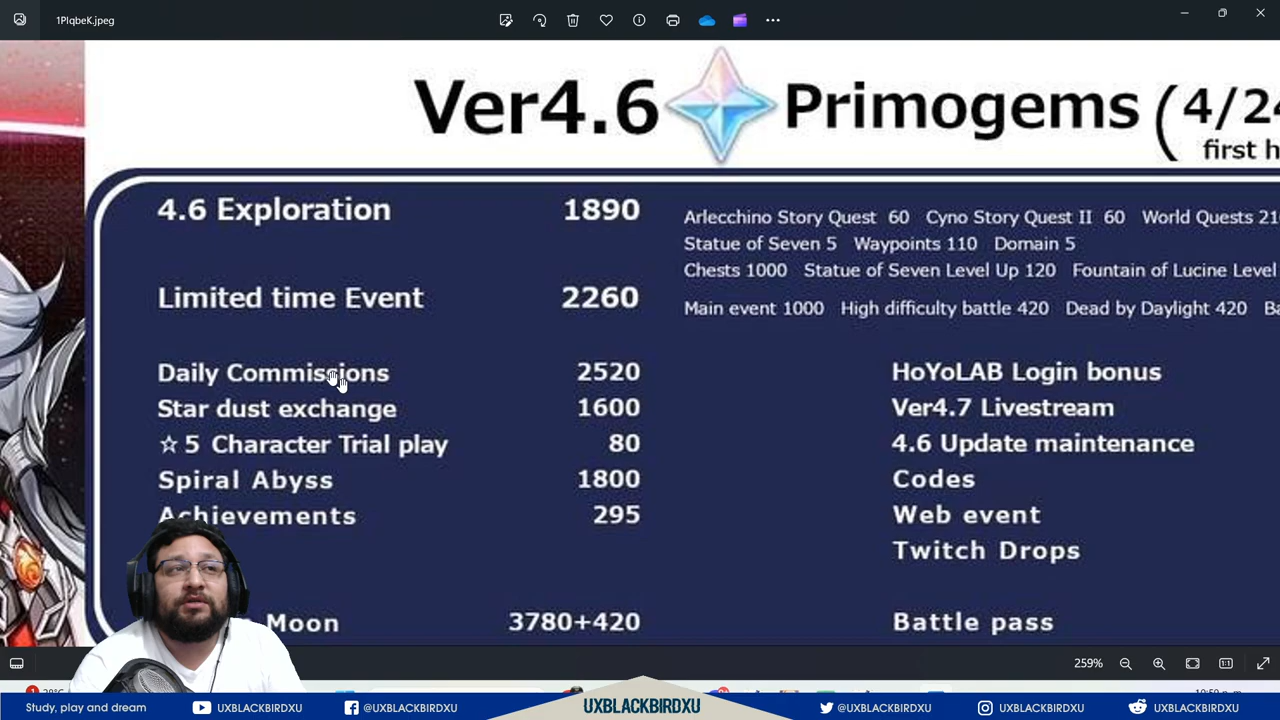 1PlqbeK.jpeg
Ver4.6 Primogems (4/24
first h
4.6 Exploration 1890
Arlecchino Story Quest 60 Cyno Story Quest II 60 World Quests 21
Statue of Seven 5 Waypoints 110 Domain 5
Chests 1000 Statue of Seven Level Up 120 Fountain of Lucine Level
Limited time Event 2260
Main event 1000 High difficulty battle 420 Dead by Daylight 420 Ba
Daily Commissions 2520
Star dust exchange 1600
☆5 Character Trial play 80
Spiral Abyss 1800
Achievements 295
Moon 3780+420
HoYoLAB Login bonus
Ver4.7 Livestream
4.6 Update maintenance
Codes
Web event
Twitch Drops
Battle pass
259%
1:1
Study, play and dream UXBLACKBIRDXU @UXBLACKBIRDXU UXBLACKBIRDXU @UXBLACKBIRDXU UXBLACKBIRDXU UXBLACKBIRDXU